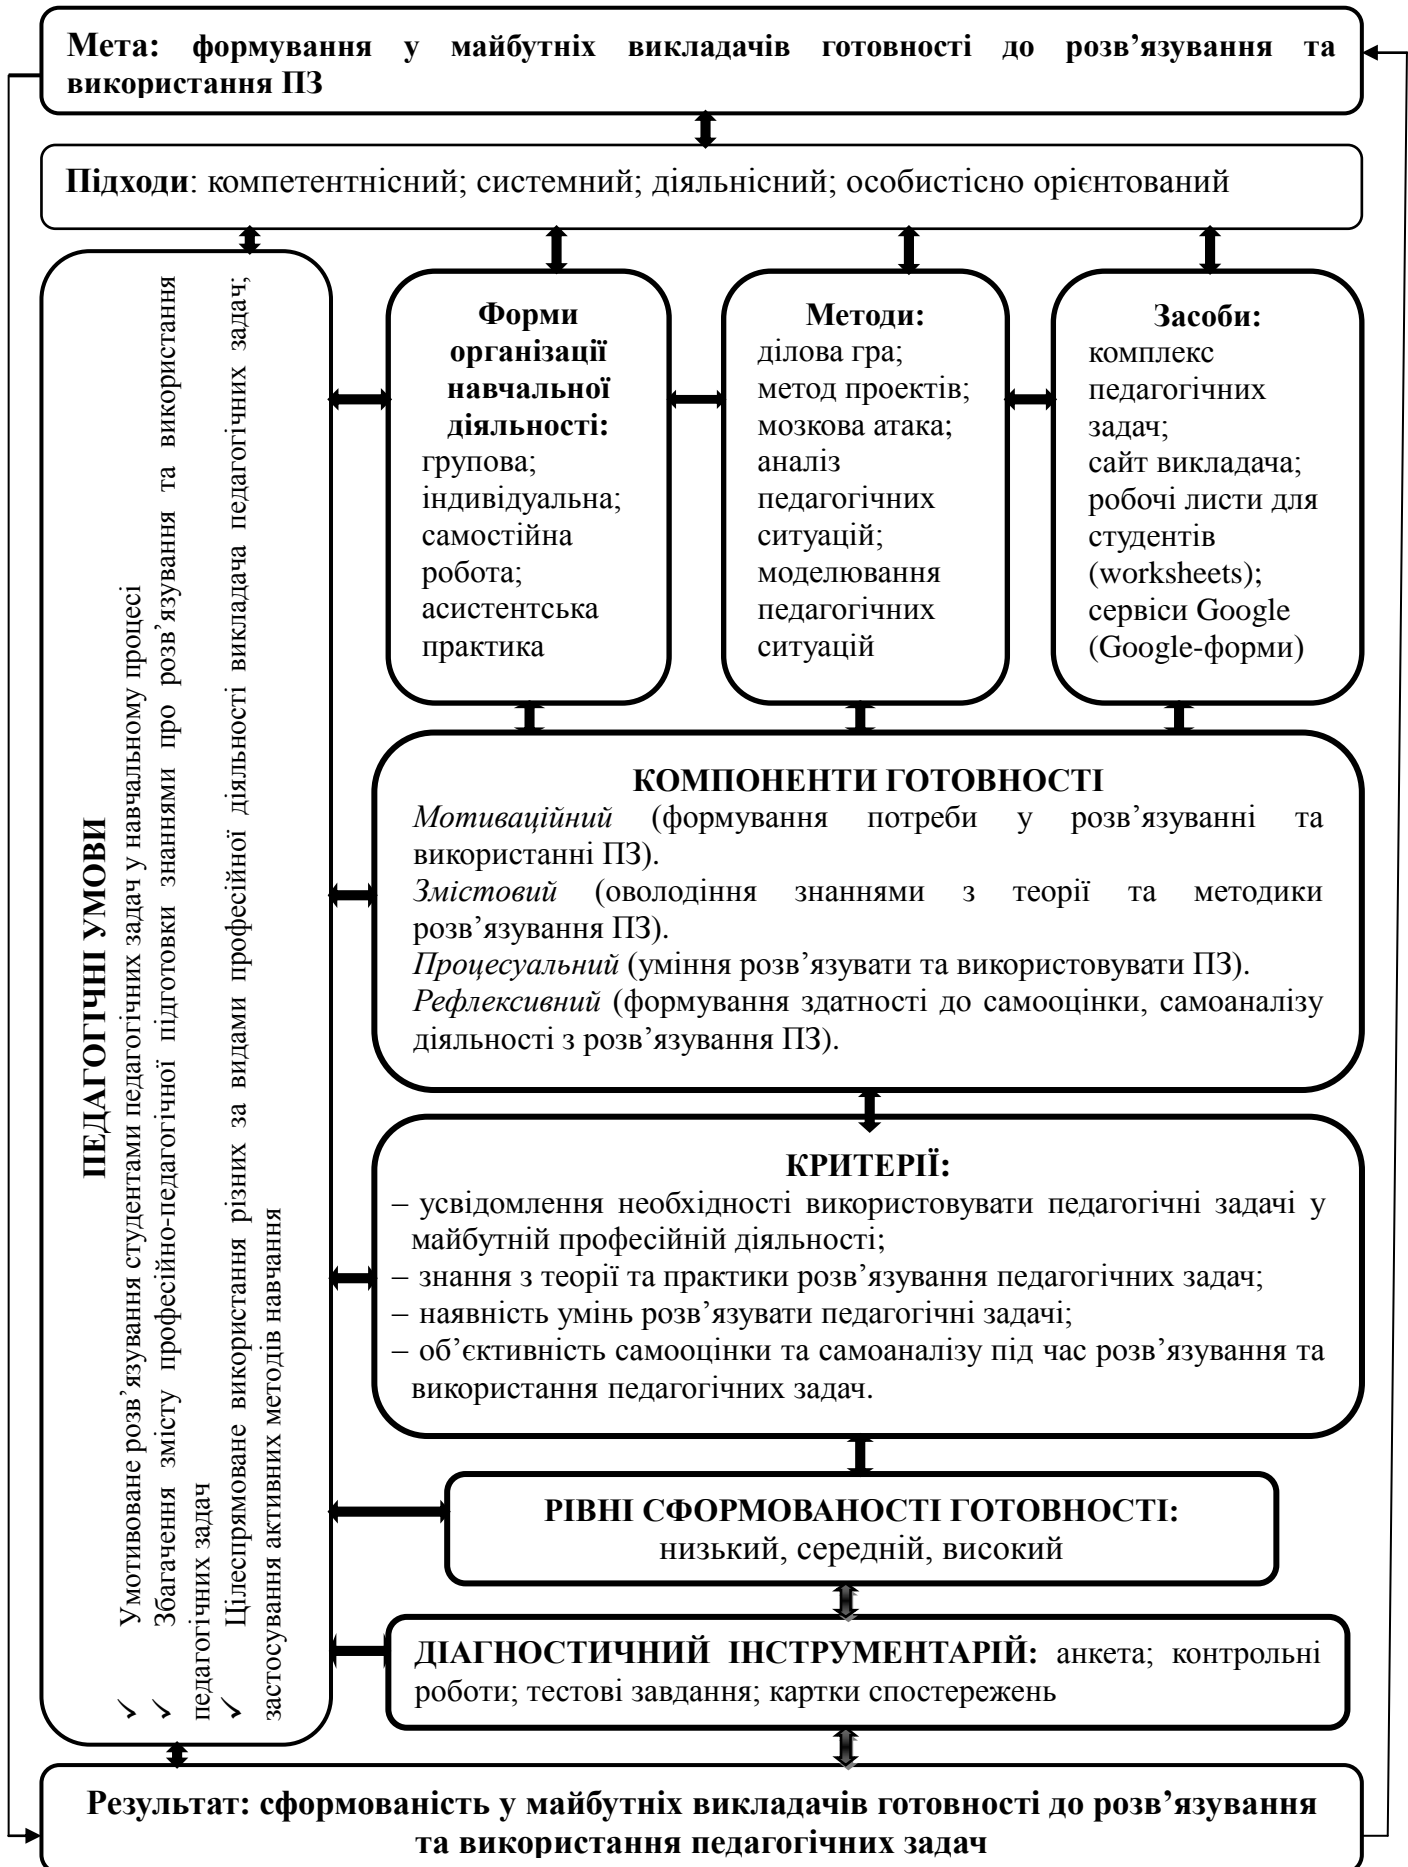 Мета: формування у майбутніх викладачів готовності до розв’язування та
використання ПЗ
Підходи: компетентнісний; системний; діяльнісний; особистісно орієнтований
ПЕДАГОГІЧНІ УМОВИ
✓ Умотивоване розв’язування студентами педагогічних задач у навчальному процесі
✓ Збагачення змісту професійно-педагогічної підготовки знаннями про розв’язування та використання
педагогічних задач
✓ Цілеспрямоване використання різних за видами професійної діяльності викладача педагогічних задач;
застосування активних методів навчання
Форми
організації
навчальної
діяльності:
групова;
індивідуальна;
самостійна
робота;
асистентська
практика
Методи:
ділова гра;
метод проектів;
мозкова атака;
аналіз
педагогічних
ситуацій;
моделювання
педагогічних
ситуацій
Засоби:
комплекс
педагогічних
задач;
сайт викладача;
робочі листи для
студентів
(worksheets);
сервіси Google
(Google-форми)
КОМПОНЕНТИ ГОТОВНОСТІ
Мотиваційний (формування потреби у розв’язуванні та
використанні ПЗ).
Змістовий (оволодіння знаннями з теорії та методики
розв’язування ПЗ).
Процесуальний (уміння розв’язувати та використовувати ПЗ).
Рефлексивний (формування здатності до самооцінки, самоаналізу
діяльності з розв’язування ПЗ).
КРИТЕРІЇ:
– усвідомлення необхідності використовувати педагогічні задачі у
майбутній професійній діяльності;
– знання з теорії та практики розв’язування педагогічних задач;
– наявність умінь розв’язувати педагогічні задачі;
– об’єктивність самооцінки та самоаналізу під час розв’язування та
використання педагогічних задач.
РІВНІ СФОРМОВАНОСТІ ГОТОВНОСТІ:
низький, середній, високий
ДІАГНОСТИЧНИЙ ІНСТРУМЕНТАРІЙ: анкета; контрольні
роботи; тестові завдання; картки спостережень
Результат: сформованість у майбутніх викладачів готовності до розв’язування
та використання педагогічних задач